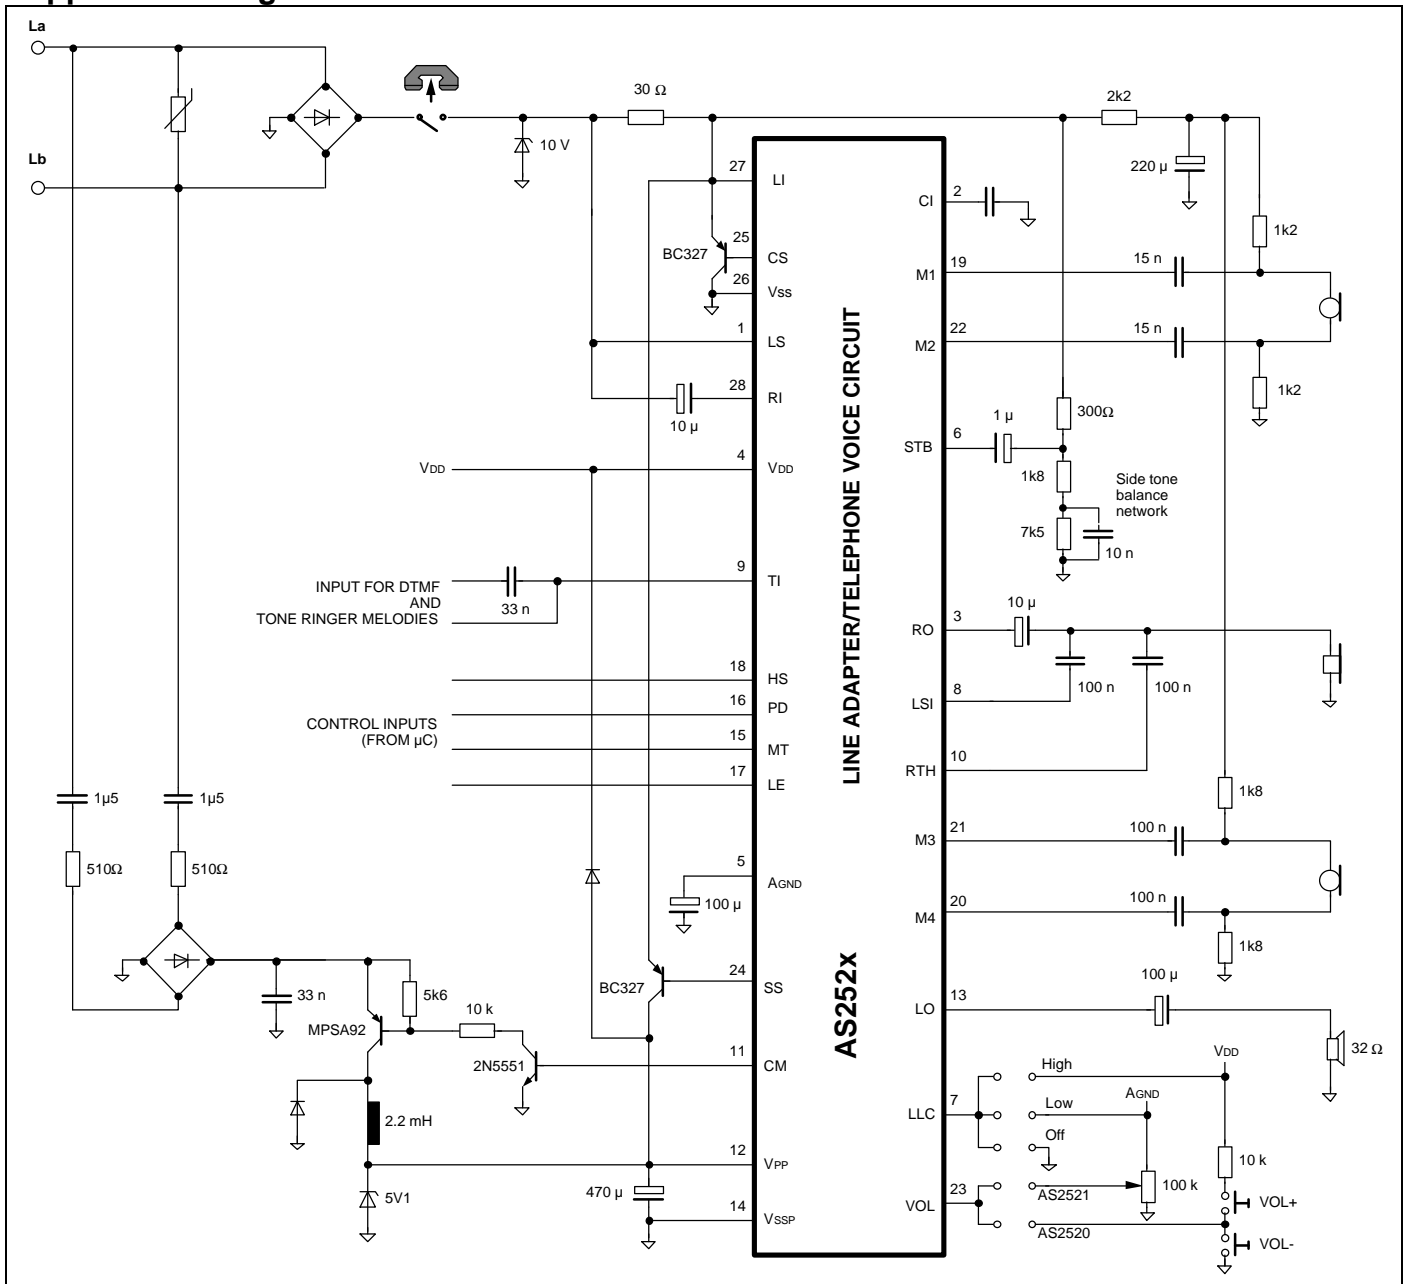 La
Lb
30 Ω
2k2
10 V
220 µ
27
LI
CI
2
1k2
BC327
25
CS
26
Vss
M1
19
15 n
1
LS
M2
22
15 n
1k2
28
RI
10 µ
300Ω
STB
6
1 µ
1k8
Side tone
balance
network
7k5
10 n
VDD
4
VDD
LINE ADAPTER/TELEPHONE VOICE CIRCUIT
AS252x
INPUT FOR DTMF
AND
TONE RINGER MELODIES
33 n
9
TI
RO
3
10 µ
100 n
100 n
LSI
8
RTH
10
CONTROL INPUTS
(FROM µC)
18
HS
16
PD
15
MT
17
LE
1µ5
1µ5
510Ω
510Ω
1k8
M3
21
100 n
M4
20
100 n
1k8
5
AGND
100 µ
33 n
5k6
MPSA92
10 k
2N5551
BC327
24
SS
11
CM
LO
13
100 µ
32 Ω
2.2 mH
5V1
470 µ
12
VPP
14
VSSP
LLC
7
High
Low
Off
VDD
AGND
10 k
VOL
23
AS2521
AS2520
100 k
VOL+
VOL-